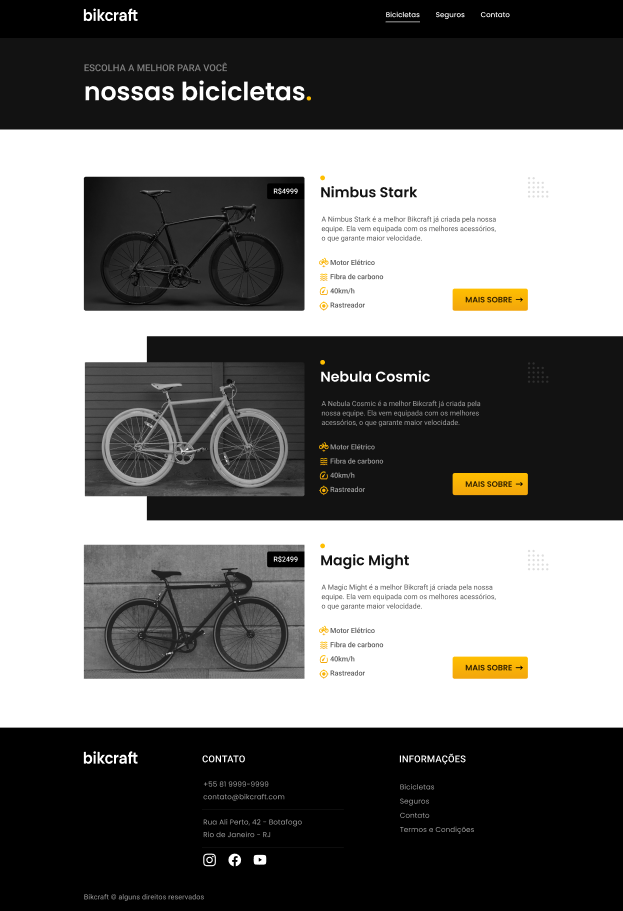 bikcraft
Bicicletas Seguros Contato
ESCOLHA A MELHOR PARA VOCÊ
nossas bicicletas.
R$4999
Nimbus Stark
A Nimbus Stark é a melhor Bikcraft já criada pela nossa
equipe. Ela vem equipada com os melhores acessórios,
o que garante maior velocidade.
Motor Elétrico
Fibra de carbono
40km/h
Rastreador
MAIS SOBRE →
Nebula Cosmic
A Nebula Cosmic é a melhor Bikcraft já criada pela
nossa equipe. Ela vem equipada com os melhores
acessórios, o que garante maior velocidade.
Motor Elétrico
Fibra de carbono
40km/h
Rastreador
MAIS SOBRE →
R$2499
Magic Might
A Magic Might é a melhor Bikcraft já criada pela nossa
equipe. Ela vem equipada com os melhores acessórios,
o que garante maior velocidade.
Motor Elétrico
Fibra de carbono
40km/h
Rastreador
MAIS SOBRE →
bikcraft
CONTATO
+55 81 9999-9999
contato@bikcraft.com
Rua Ali Perto, 42 - Botafogo
Rio de Janeiro - RJ
INFORMAÇÕES
Bicicletas
Seguros
Contato
Termos e Condições
Bikcraft © alguns direitos reservados